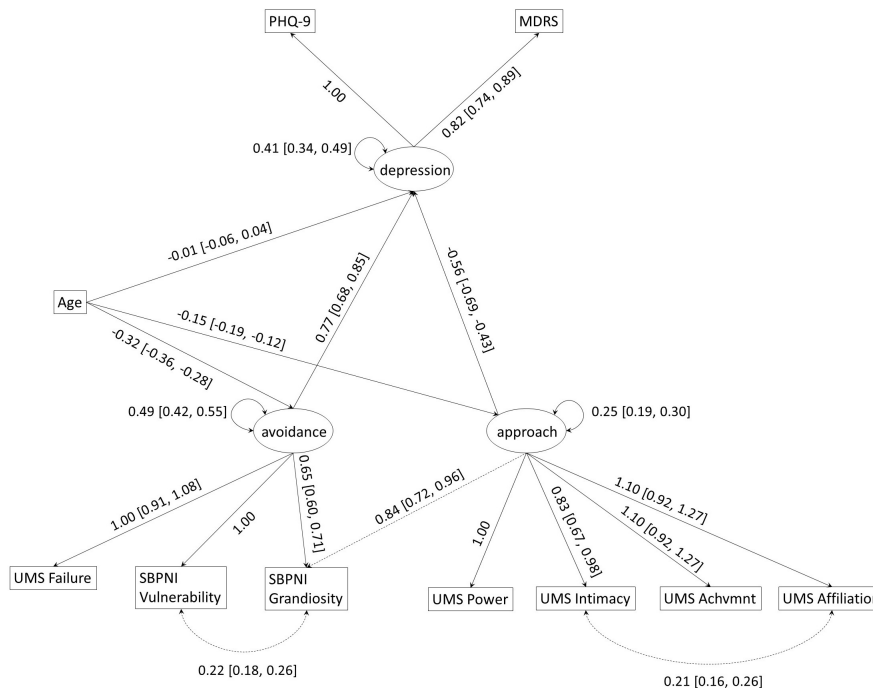 PHQ-9
MDRS
1.00
0.82 [0.74, 0.89]
0.41 [0.34, 0.49]
depression
-0.01 [-0.06, 0.04]
0.77 [0.68, 0.85]
-0.56 [-0.69, -0.43]
Age
-0.15 [-0.19, -0.12]
-0.32 [-0.36, -0.28]
0.49 [0.42, 0.55]
avoidance
approach
0.25 [0.19, 0.30]
1.00 [0.91, 1.08]
1.00
0.65 [0.60, 0.71]
0.84 [0.72, 0.96]
1.00
0.83 [0.67, 0.98]
1.10 [0.92, 1.27]
1.10 [0.92, 1.27]
UMS Failure
SBPNI
Vulnerability
SBPNI
Grandiosity
UMS Power
UMS Intimacy
UMS Achvmnt
UMS Affiliation
0.22 [0.18, 0.26]
0.21 [0.16, 0.26]